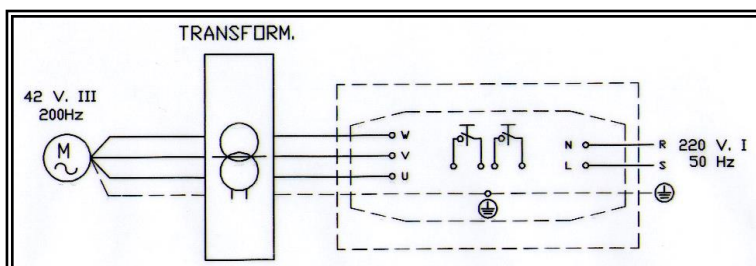 TRANSFORM.
42 V. III
200Hz
M
W
V
U
N
L
R
S
220 V. I
50 Hz